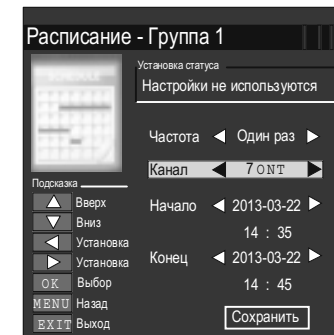 Расписание - Группа 1
Установка статуса
Настройки не используются
Частота Один раз
Канал 7 ONT
Начало 2013-03-22
14 : 35
Конец 2013-03-22
14 : 45
Сохранить
Подсказка
Вверх
Вниз
Установка
Установка
OK Выбор
MENU Назад
EXIT Выход